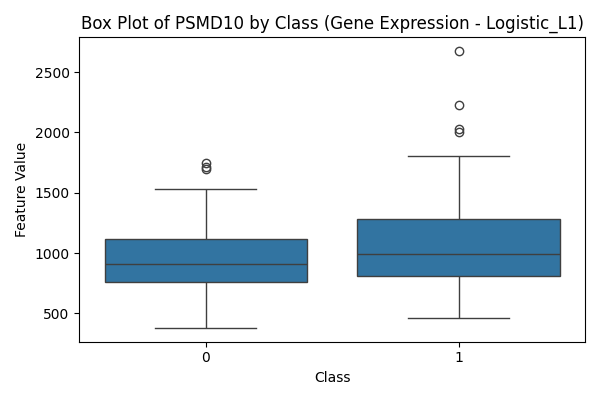 Box Plot of PSMD10 by Class (Gene Expression - Logistic_L1)
Feature Value
2500
2000
1500
1000
500
0
1
Class